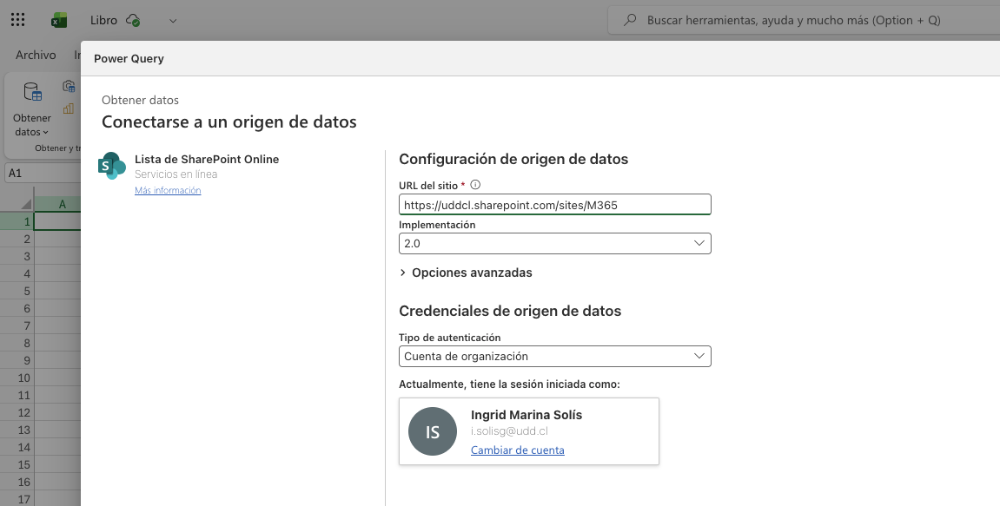 Libro
Buscar herramientas, ayuda y mucho más (Option + Q)
Archivo
Power Query
Obtener datos
Conectarse a un origen de datos
Obtener
datos
Obtener y tr
A1
A
1
2
3
4
5
6
7
8
9
10
11
12
13
14
15
16
17
S
Lista de SharePoint Online
Servicios en línea
Más información
Configuración de origen de datos
URL del sitio *
https://uddcl.sharepoint.com/sites/M365
Implementación
2.0
Opciones avanzadas
Credenciales de origen de datos
Tipo de autenticación
Cuenta de organización
Actualmente, tiene la sesión iniciada como:
IS
Ingrid Marina Solís
i.solisg@udd.cl
Cambiar de cuenta